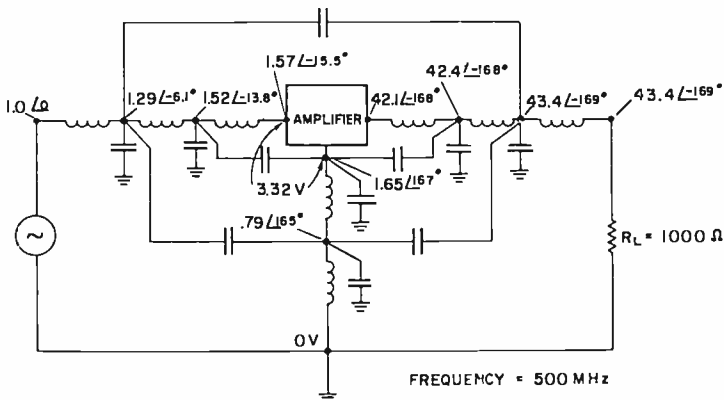 1.57∠-15.5°
42.4∠-168°
1.0∠0
1.29∠-6.1°
1.52∠-13.8°
AMPLIFIER
42.1∠-168°
43.4∠-169°
43.4∠-169°
3.32 V
1.65∠167°
.79∠165°
~
R_L = 1000 Ω
0V
FREQUENCY = 500 MHz